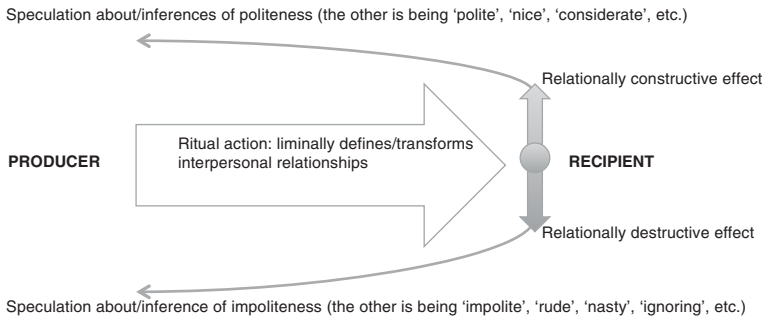 Speculation about/inferences of politeness (the other is being ‘polite’, ‘nice’, ‘considerate’, etc.)
Relationally constructive effect
Ritual action: liminally defines/transforms
interpersonal relationships
PRODUCER
RECIPIENT
Relationally destructive effect
Speculation about/inference of impoliteness (the other is being ‘impolite’, ‘rude’, ‘nasty’, ‘ignoring’, etc.)